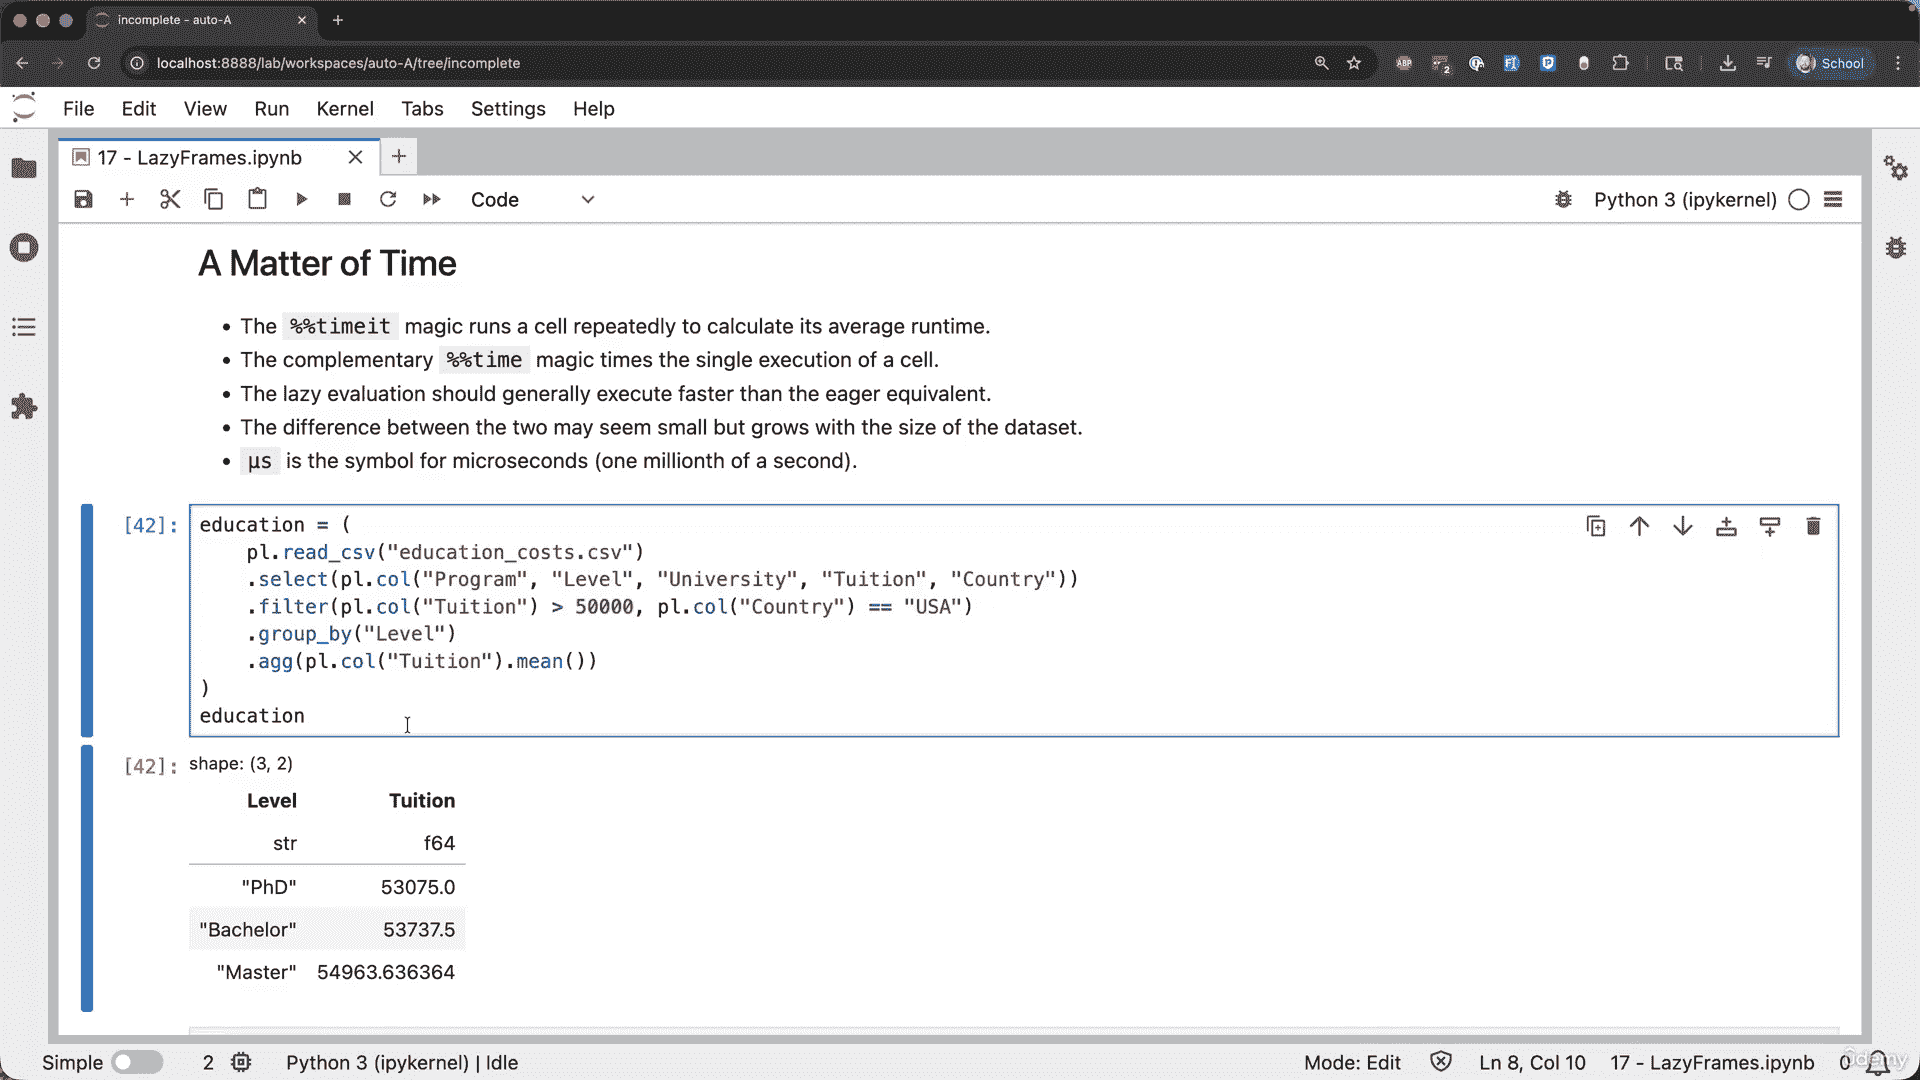 incomplete - auto-A
localhost:8888/lab/workspaces/auto-A/tree/incomplete
ABP
2
School
File Edit View Run Kernel Tabs Settings Help
17 - LazyFrames.ipynb
Code
Python 3 (ipykernel)
A Matter of Time
The %%timeit magic runs a cell repeatedly to calculate its average runtime.
The complementary %%time magic times the single execution of a cell.
The lazy evaluation should generally execute faster than the eager equivalent.
The difference between the two may seem small but grows with the size of the dataset.
µs is the symbol for microseconds (one millionth of a second).
[42]:
education = (
pl.read_csv("education_costs.csv")
.select(pl.col("Program", "Level", "University", "Tuition", "Country"))
.filter(pl.col("Tuition") > 50000, pl.col("Country") == "USA")
.group_by("Level")
.agg(pl.col("Tuition").mean())
)
education
[42]:
shape: (3, 2)
Level Tuition
str f64
"PhD" 53075.0
"Bachelor" 53737.5
"Master" 54963.636364
Simple 2 Python 3 (ipykernel) | Idle Mode: Edit Ln 8, Col 10 17 - LazyFrames.ipynb 0
udemy